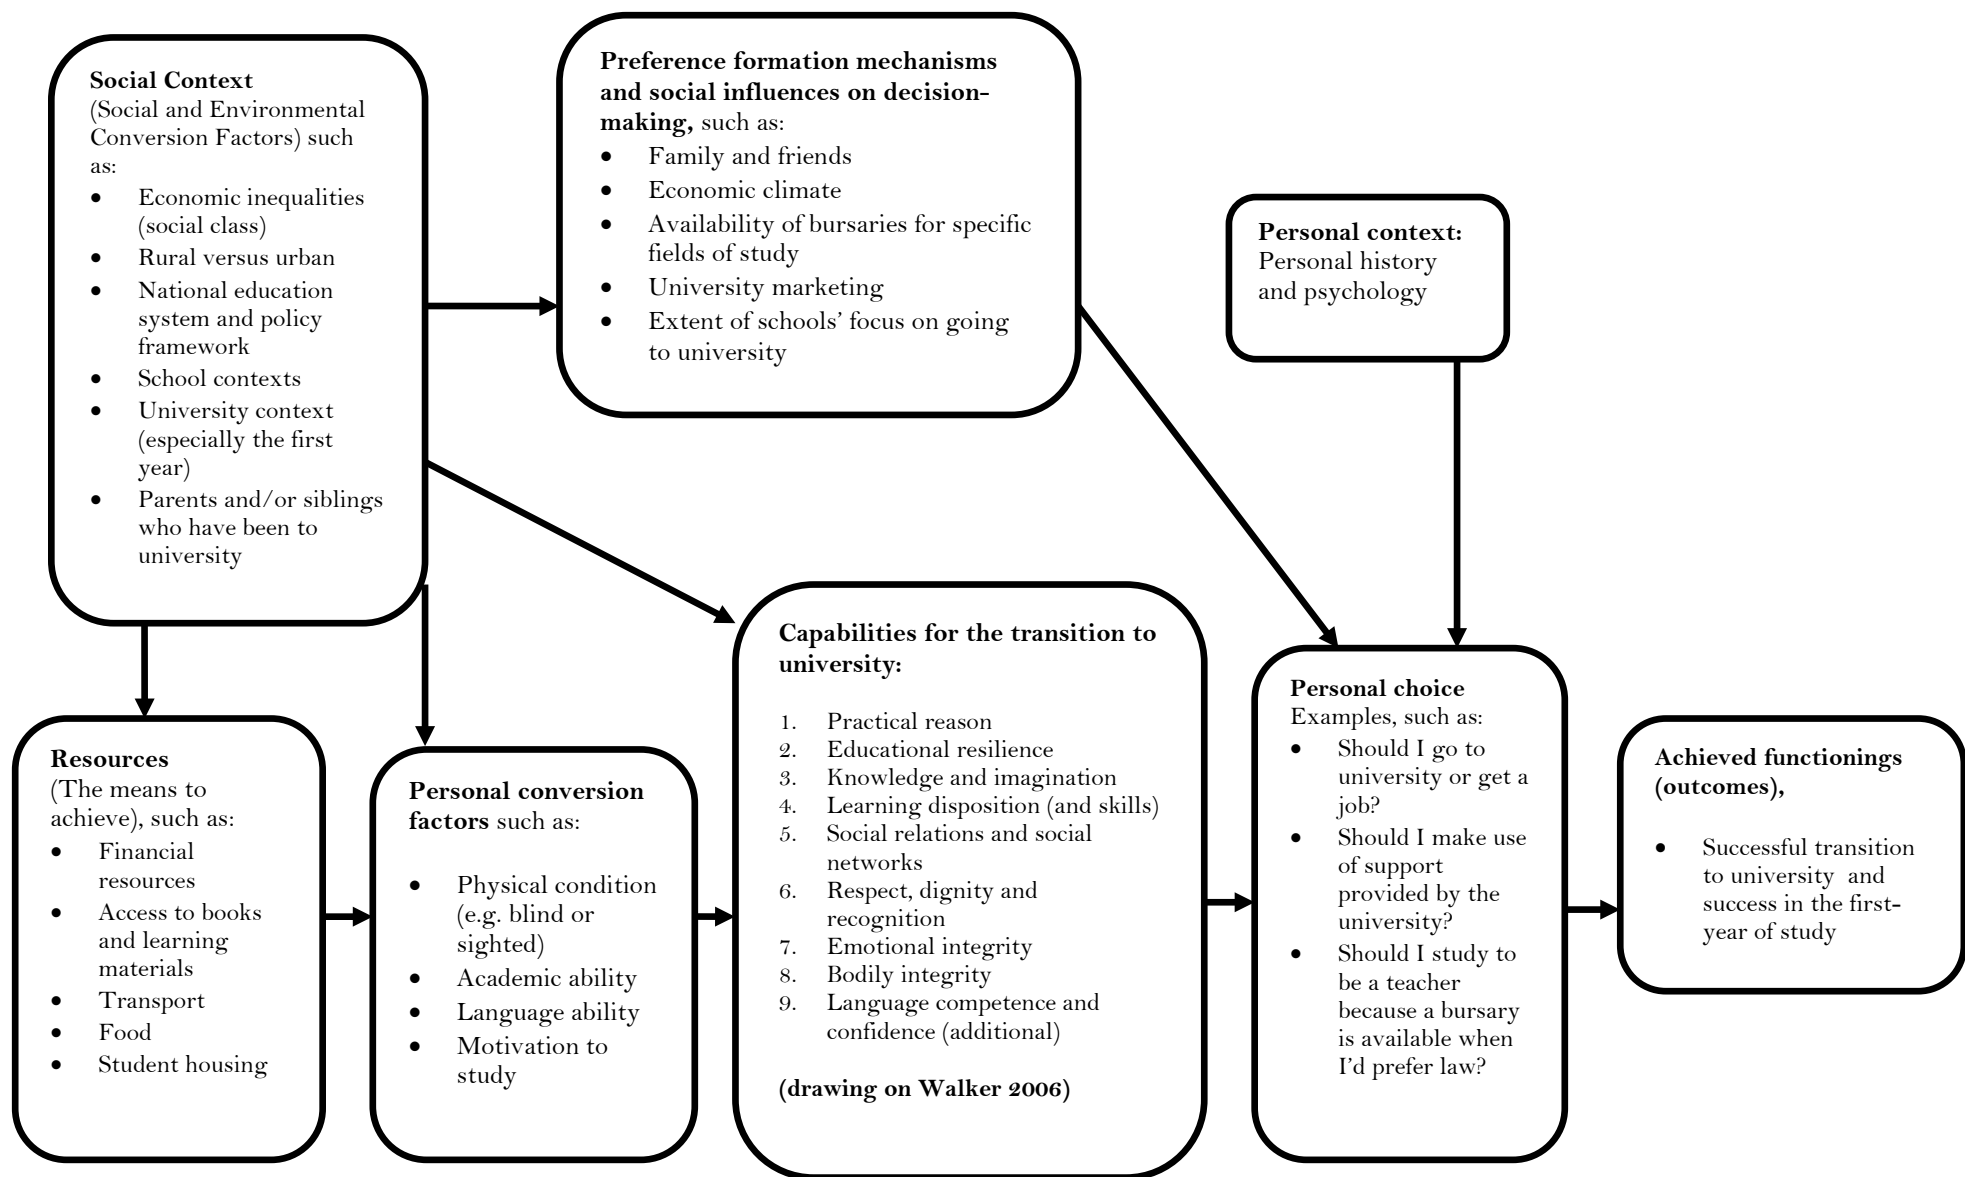 Social Context
(Social and Environmental
Conversion Factors) such
as:
• Economic inequalities
(social class)
• Rural versus urban
• National education
system and policy
framework
• School contexts
• University context
(especially the first
year)
• Parents and/or siblings
who have been to
university
Preference formation mechanisms
and social influences on decision-
making, such as:
• Family and friends
• Economic climate
• Availability of bursaries for specific
fields of study
• University marketing
• Extent of schools’ focus on going
to university
Personal context:
Personal history
and psychology
Resources
(The means to
achieve), such as:
• Financial
resources
• Access to books
and learning
materials
• Transport
• Food
• Student housing
Personal conversion
factors such as:
• Physical condition
(e.g. blind or
sighted)
• Academic ability
• Language ability
• Motivation to
study
Capabilities for the transition to
university:
1. Practical reason
2. Educational resilience
3. Knowledge and imagination
4. Learning disposition (and skills)
5. Social relations and social
networks
6. Respect, dignity and
recognition
7. Emotional integrity
8. Bodily integrity
9. Language competence and
confidence (additional)
(drawing on Walker 2006)
Personal choice
Examples, such as:
• Should I go to
university or get a
job?
• Should I make use
of support
provided by the
university?
• Should I study to
be a teacher
because a bursary
is available when
I’d prefer law?
Achieved functionings
(outcomes),
• Successful transition
to university and
success in the first-
year of study